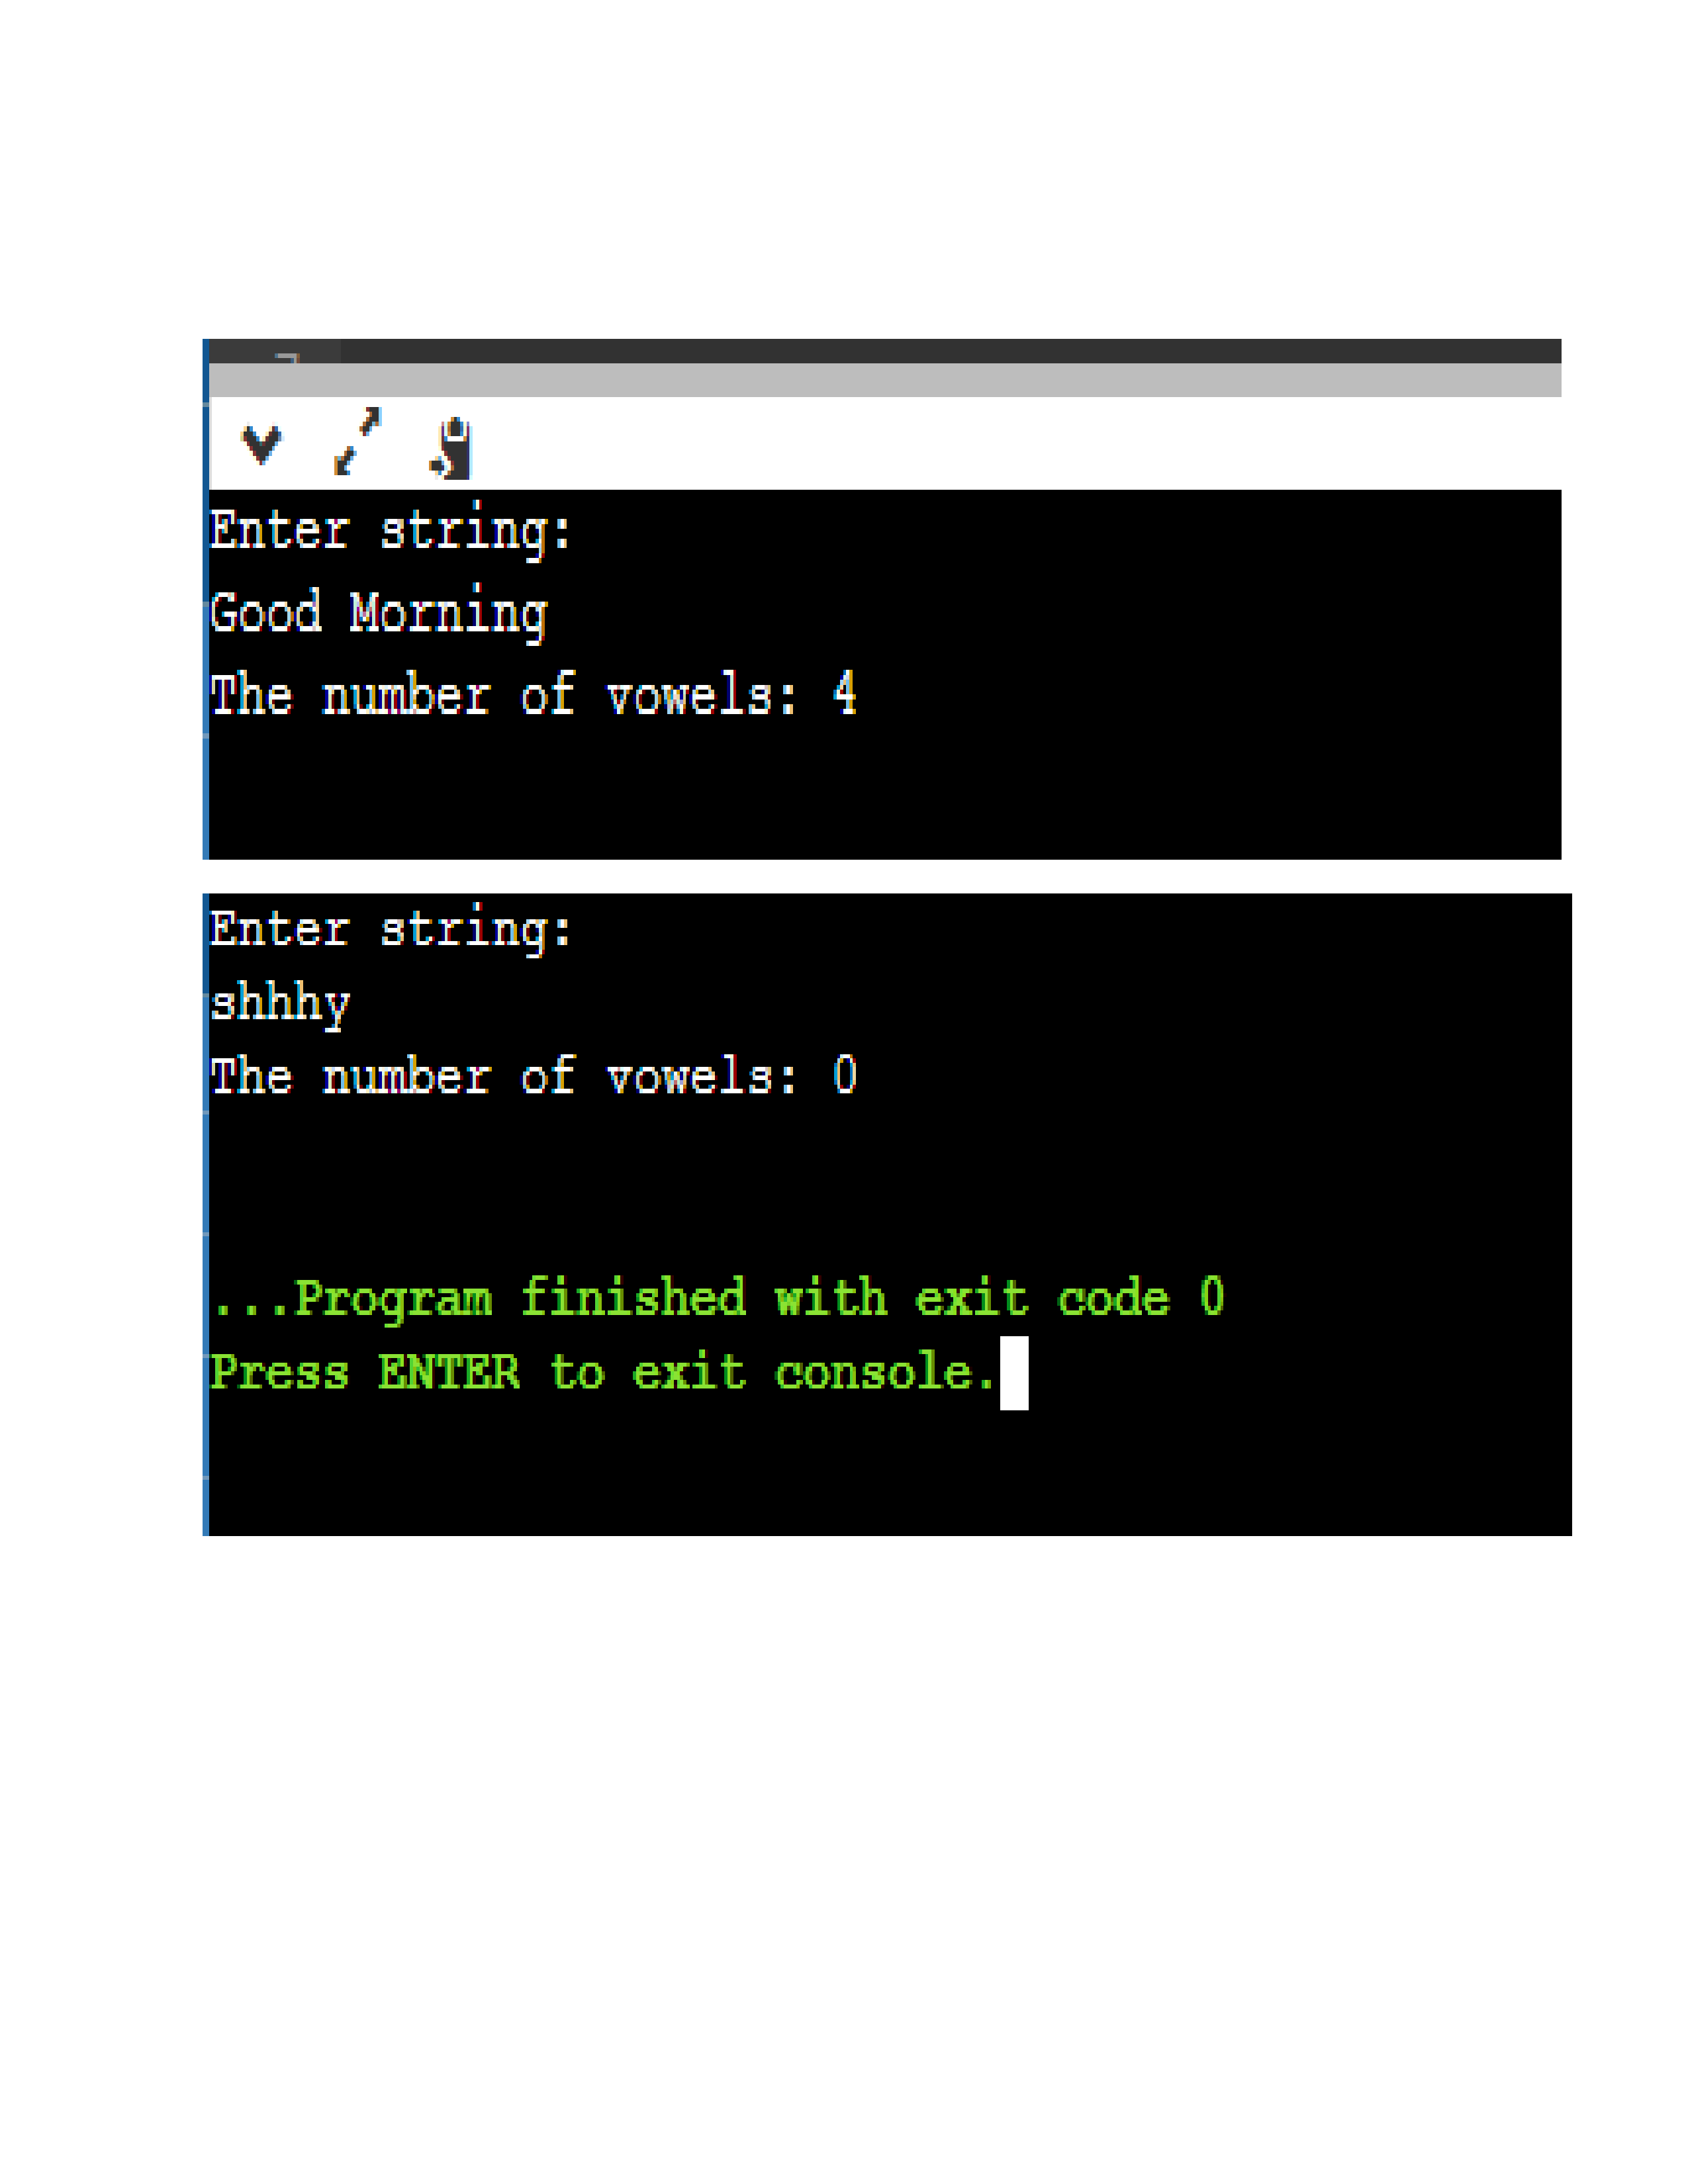 Enter string:
Good Morning
The number of vowels: 4
Enter string:
shhhy
The number of vowels: 0
...Program finished with exit code 0
Press ENTER to exit console.